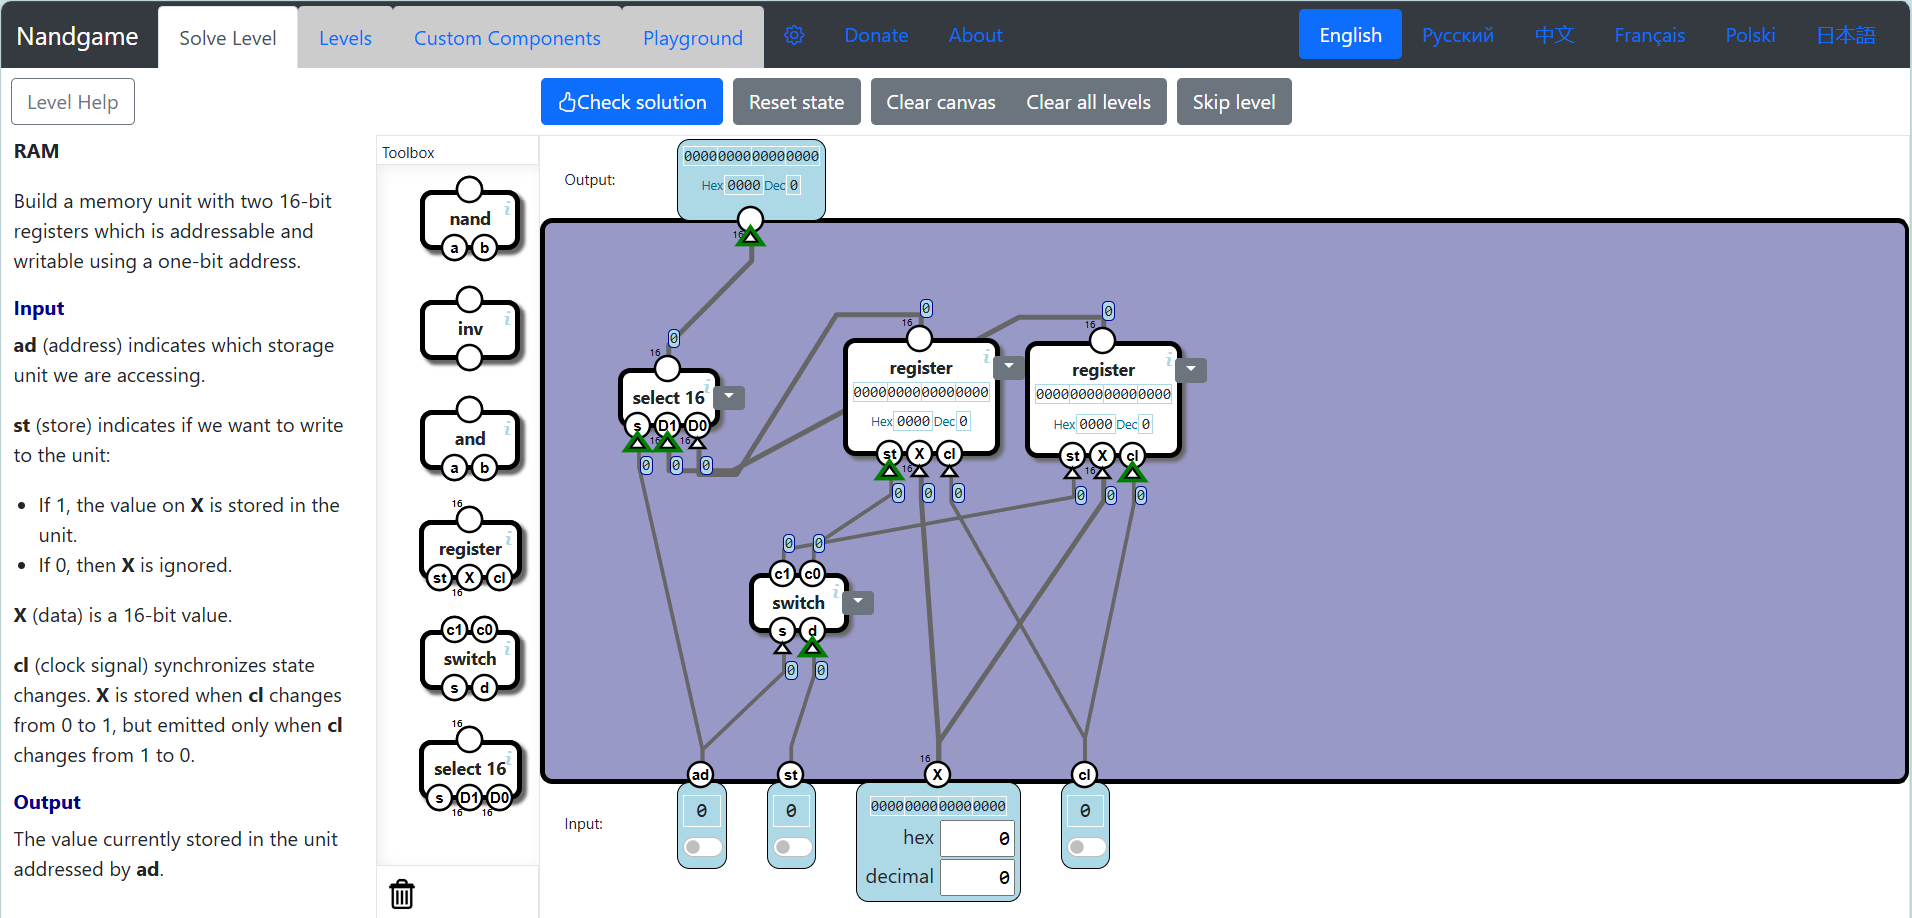 Nandgame
Solve Level
Levels
Custom Components
Playground
Donate
About
English
Русский
中文
Français
Polski
日本語
Level Help
Check solution
Reset state
Clear canvas
Clear all levels
Skip level
RAM
Build a memory unit with two 16-bit
registers which is addressable and
writable using a one-bit address.
Input
ad (address) indicates which storage
unit we are accessing.
st (store) indicates if we want to write
to the unit:
If 1, the value on X is stored in the
unit.
If 0, then X is ignored.
X (data) is a 16-bit value.
cl (clock signal) synchronizes state
changes. X is stored when cl changes
from 0 to 1, but emitted only when cl
changes from 1 to 0.
Output
The value currently stored in the unit
addressed by ad.
Toolbox
nand
i
a b
inv
i
and
i
a b
16
register
i
st X cl
16
c1 c0
switch
i
s d
16
select 16
i
s D1 D0
16 16
Output:
0000000000000000
Hex 0000 Dec 0
16
0
16
select 16
i
s D1 D0
16 16
0 0 0
0
16
register
i
0000000000000000
Hex 0000 Dec 0
st X cl
16
0 0 0
0
16
register
i
0000000000000000
Hex 0000 Dec 0
st X cl
16
0 0 0
0 0
c1 c0
switch
i
s d
0 0
16
ad st X cl
Input:
0
0
0000000000000000
hex 0
decimal 0
0